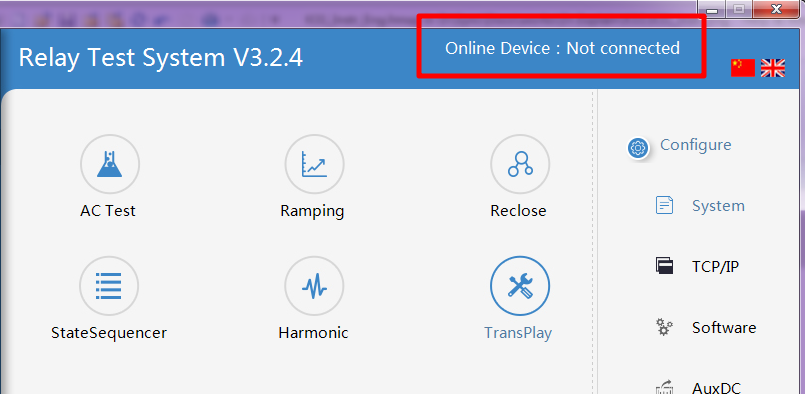 Online Device : Not connected
Relay Test System V3.2.4
Configure
AC Test
Ramping
Reclose
System
TCP/IP
StateSequencer
Harmonic
TransPlay
Software
AuxDC